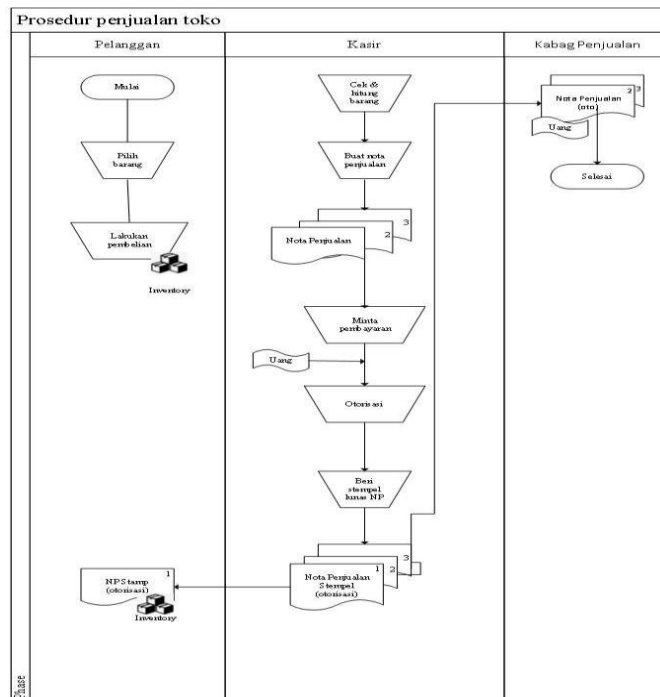 Prosedur penjualan toko
Pelanggan
Kasir
Kabag Penjualan
Mulai
Pilih
barang
Lakukan
pembelian
Inventory
Cek &
hitung
barang
Buat nota
penjualan
3
2
Nota Penjualan
Minta
pembayaran
Uang
Otorisasi
Beri
stempel
lunas NP
3
2
1
Nota Penjualan
Stempel
(otorisasi)
1
NP Stamp
(otorisasi)
Inventory
3
2
Nota Penjualan
(oto)
Uang
Selesai
Phase